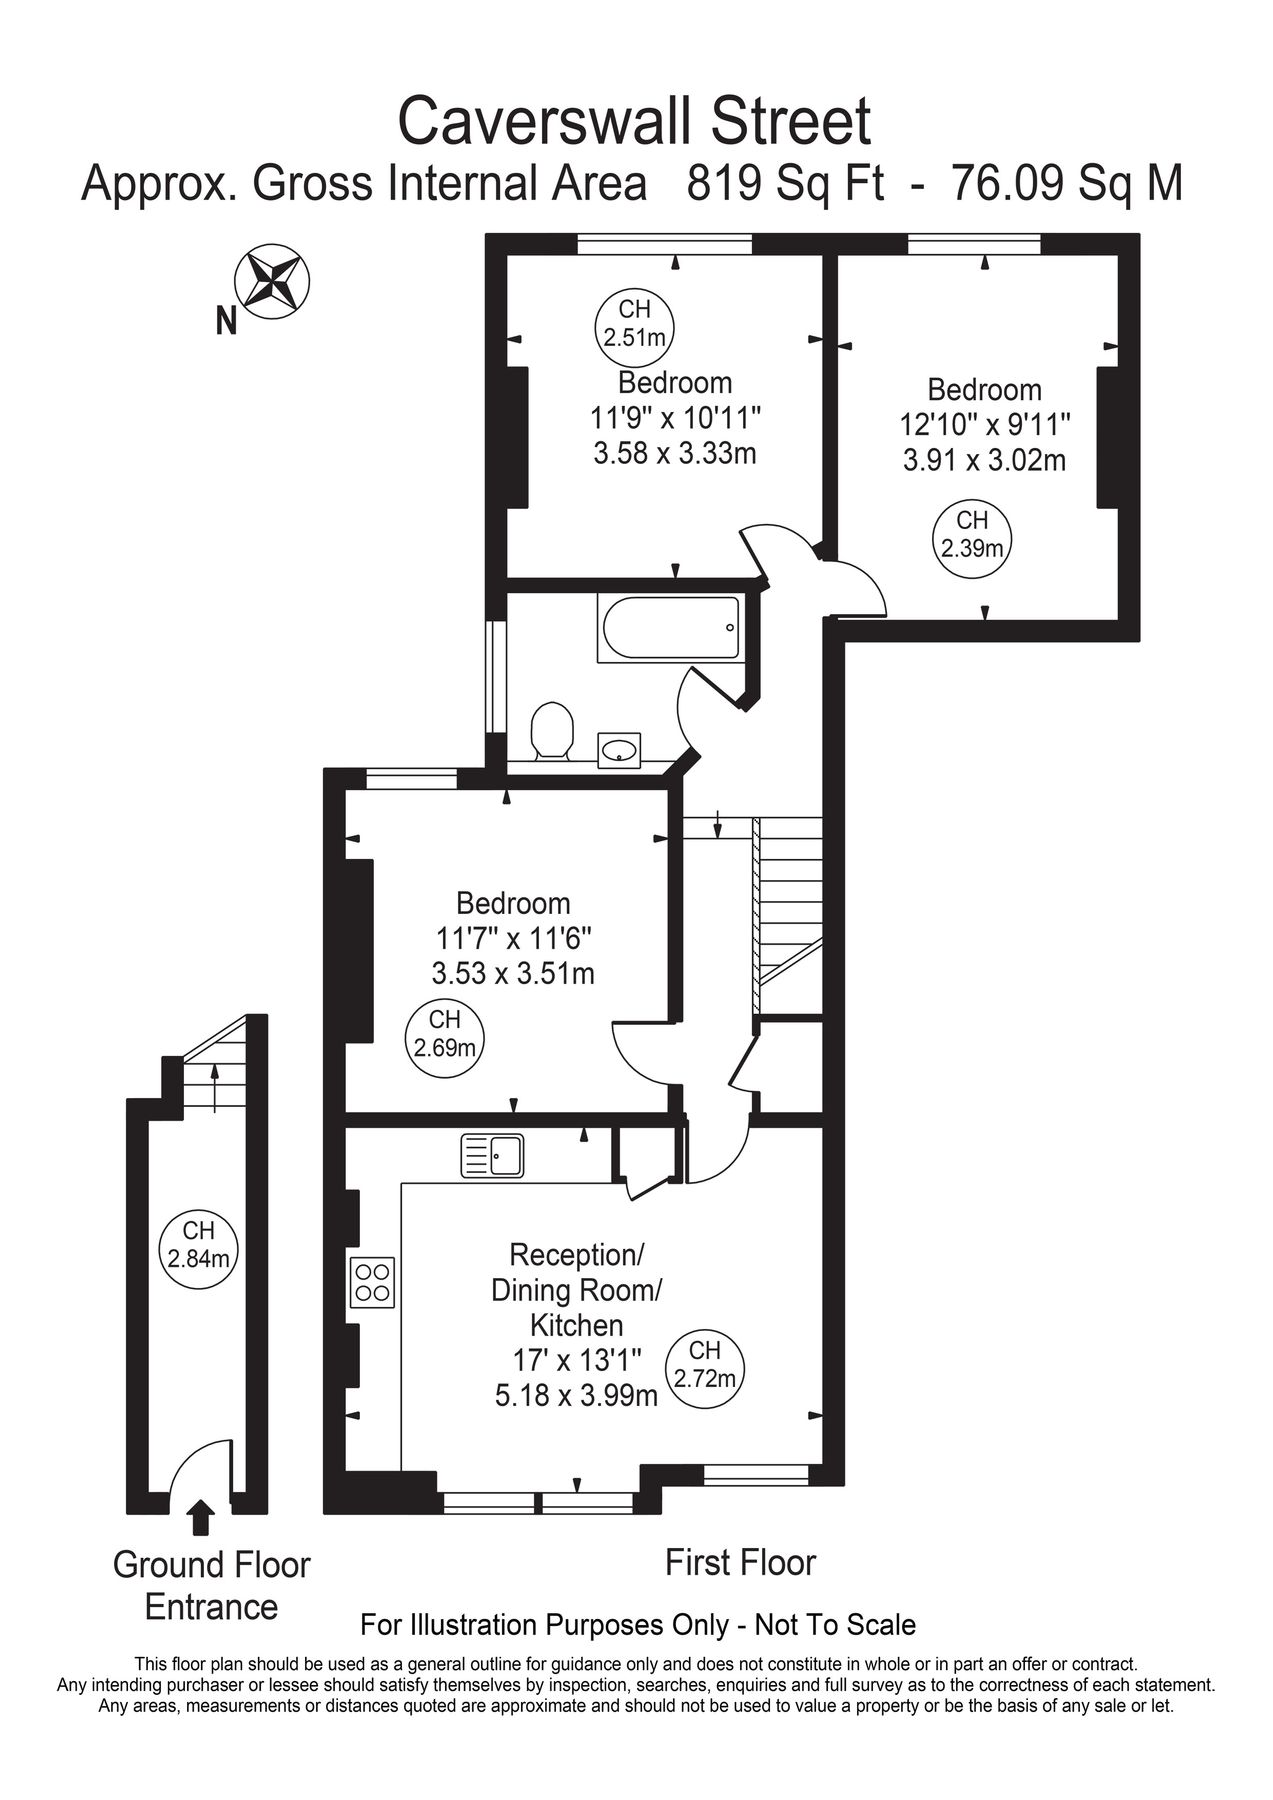 Caverswall Street
Approx. Gross Internal Area 819 Sq Ft - 76.09 Sq M
N
CH
2.51m
Bedroom
11'9" x 10'11"
3.58 x 3.33m
Bedroom
12'10" x 9'11"
3.91 x 3.02m
CH
2.39m
Bedroom
11'7" x 11'6"
3.53 x 3.51m
CH
2.69m
CH
2.84m
Reception/
Dining Room/
Kitchen
17' x 13'1"
5.18 x 3.99m
CH
2.72m
Ground Floor
Entrance
First Floor
For Illustration Purposes Only - Not To Scale
This floor plan should be used as a general outline for guidance only and does not constitute in whole or in part an offer or contract.
Any intending purchaser or lessee should satisfy themselves by inspection, searches, enquiries and full survey as to the correctness of each statement.
Any areas, measurements or distances quoted are approximate and should not be used to value a property or be the basis of any sale or let.